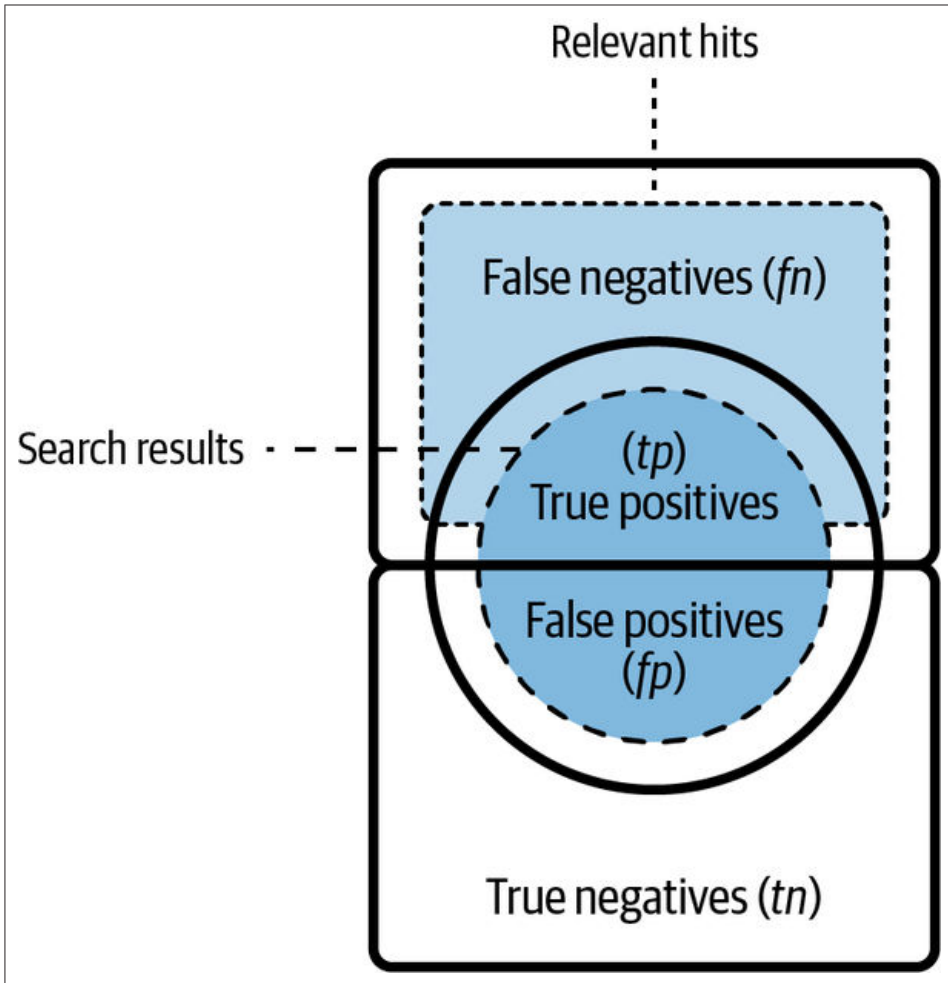 Relevant hits
False negatives (fn)
Search results
(tp)
True positives
False positives
(fp)
True negatives (tn)